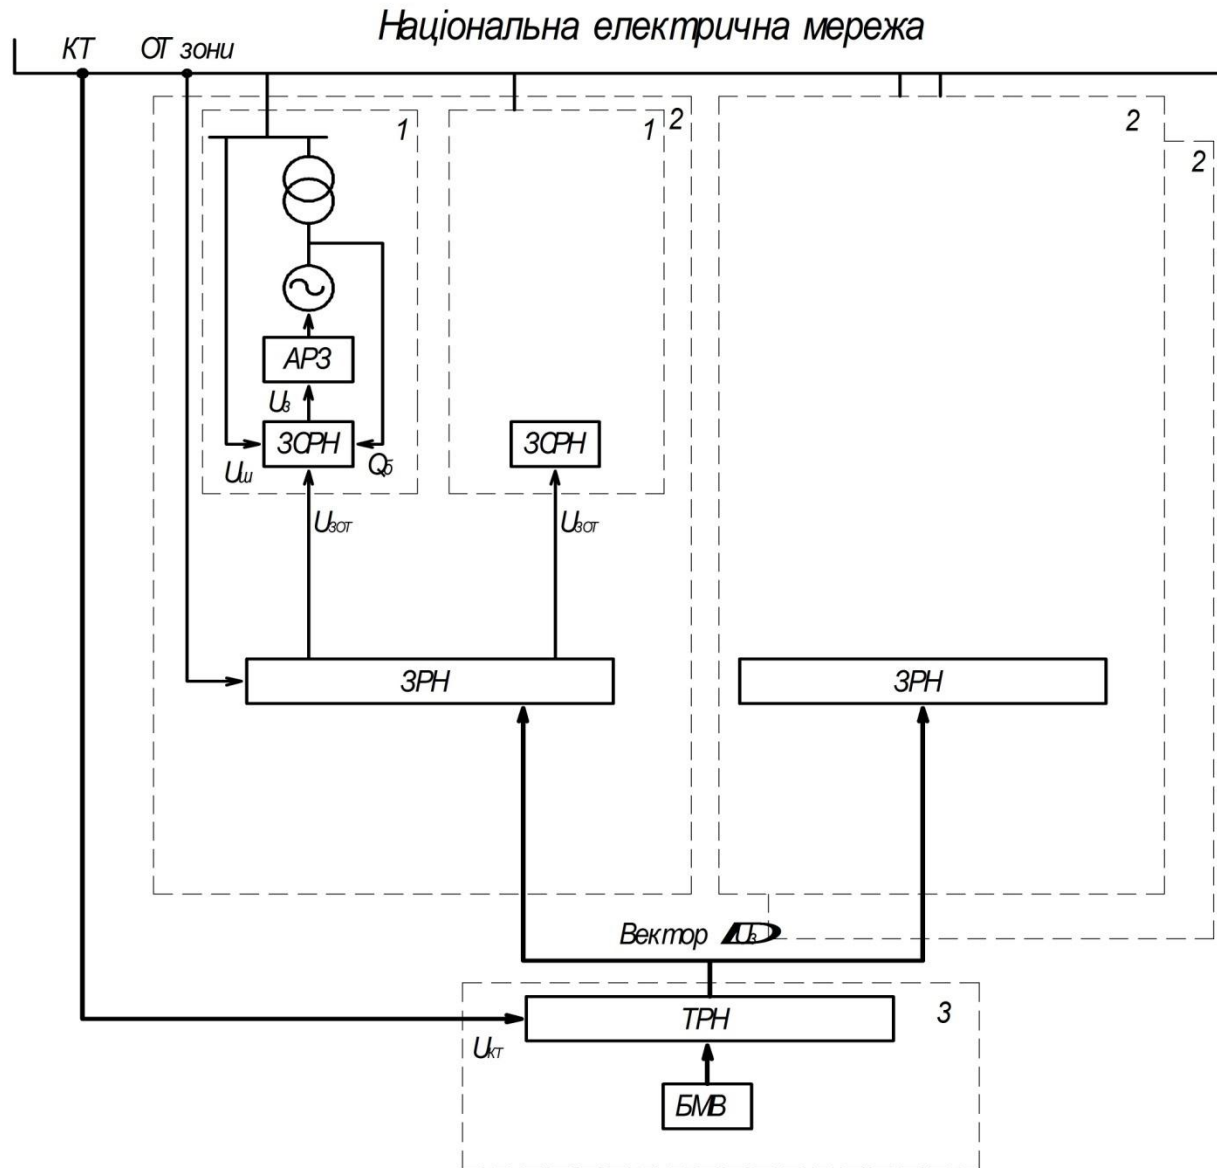 Національна електрична мережа
КТ
ОТ зони
1
1
2
2
2
АРЗ
Uз
ЗСРН
ЗСРН
Uш
Qб
Uзот
Uзот
ЗРН
ЗРН
Вектор Uз
ТРН
3
Uкт
БМВ